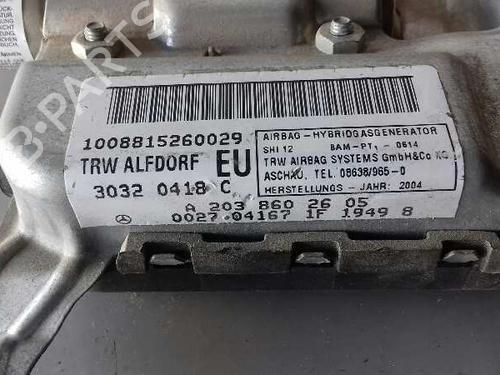 1008815260029
TRW ALFDORF EU
3032 0418 C
A 203 860 26 05
0027 04167 1F 1949 8
AIRBAG-HYBRIDGASGENERATOR
SHI 12 BAM-PT₁-0614
TRW AIRBAG SYSTEMS GmbH&Co KG
ASCHAU, TEL. 08638/965-0
HERSTELLUNGS-JAHR: 2004
B-PARTS